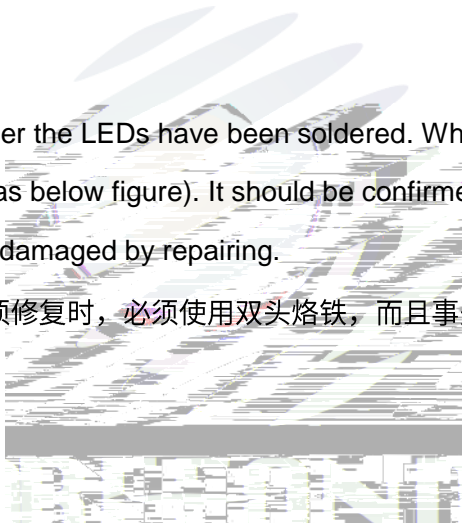 er the LEDs have been soldered. Wh
as below figure). It should be confirme
damaged by repairing.
须修复时，必须使用双头烙铁，而且事